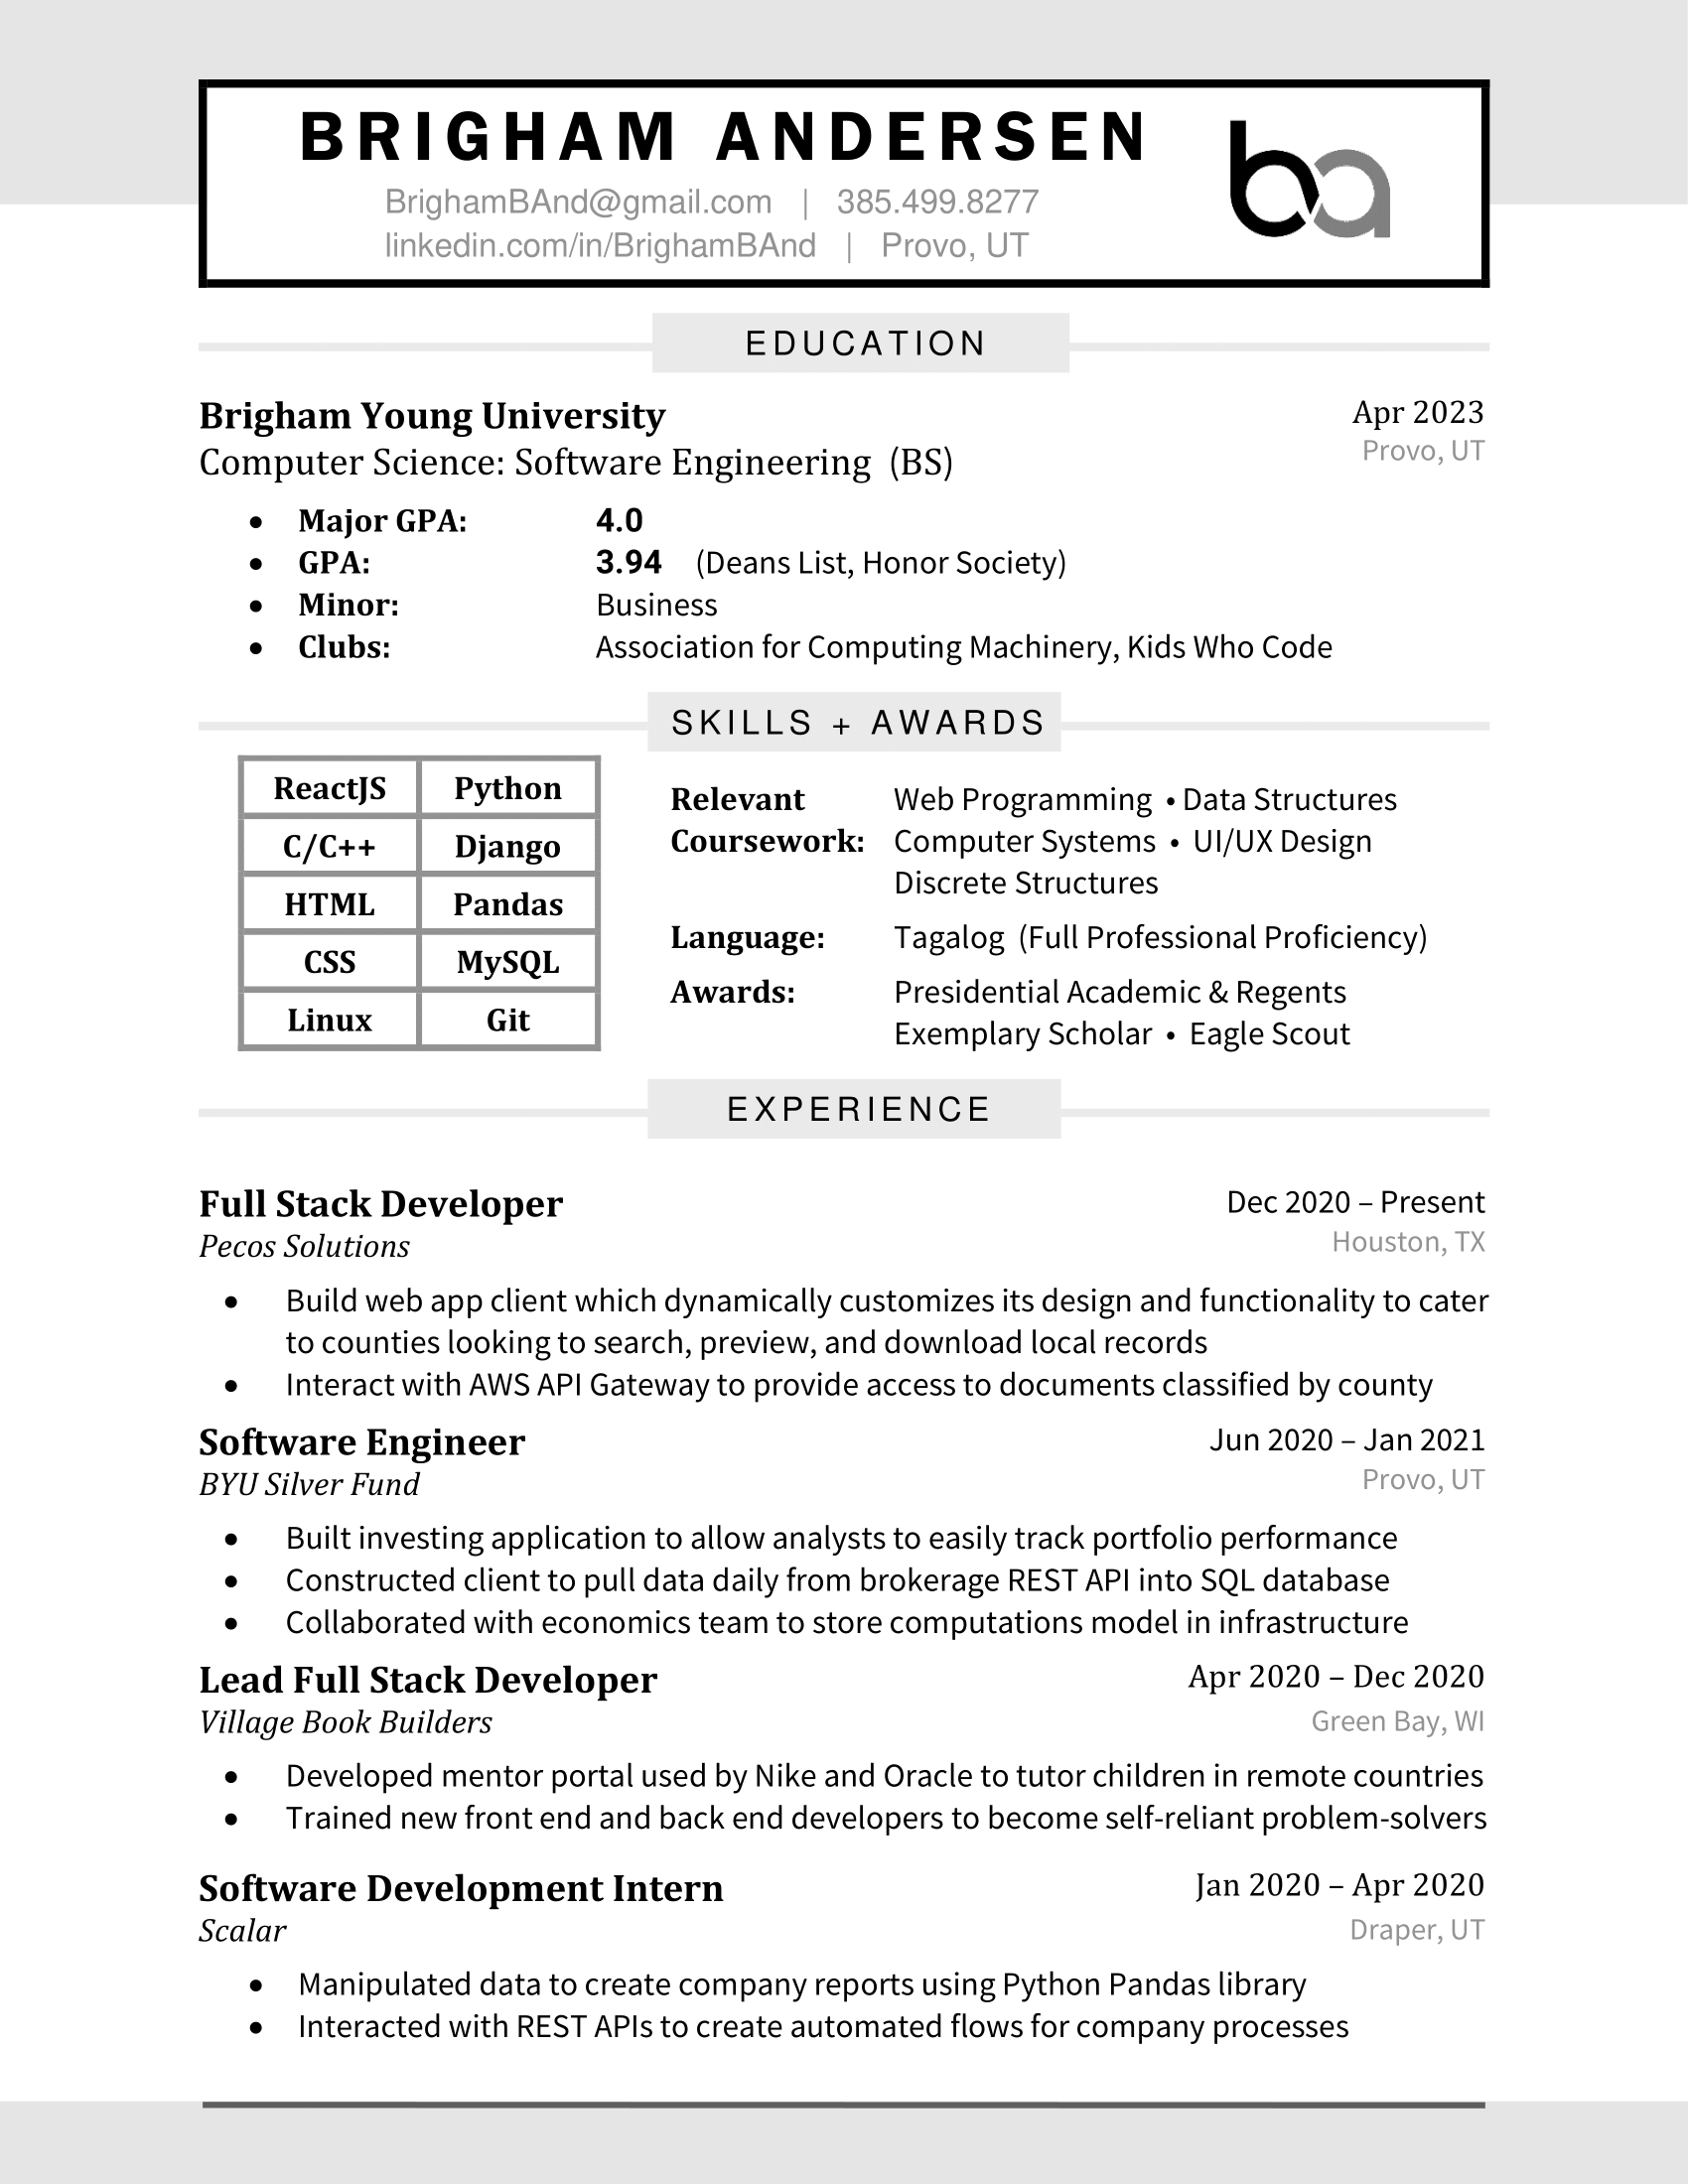 BRIGHAM ANDERSEN
BrighamBAnd@gmail.com | 385.499.8277
linkedin.com/in/BrighamBAnd | Provo, UT
ba
EDUCATION
Brigham Young University Apr 2023
Computer Science: Software Engineering (BS) Provo, UT
• Major GPA: 4.0
• GPA: 3.94 (Deans List, Honor Society)
• Minor: Business
• Clubs: Association for Computing Machinery, Kids Who Code
SKILLS + AWARDS
ReactJS Python
C/C++ Django
HTML Pandas
CSS MySQL
Linux Git
Relevant Web Programming • Data Structures
Coursework: Computer Systems • UI/UX Design
Discrete Structures
Language: Tagalog (Full Professional Proficiency)
Awards: Presidential Academic & Regents
Exemplary Scholar • Eagle Scout
EXPERIENCE
Full Stack Developer Dec 2020 – Present
Pecos Solutions Houston, TX
• Build web app client which dynamically customizes its design and functionality to cater
to counties looking to search, preview, and download local records
• Interact with AWS API Gateway to provide access to documents classified by county
Software Engineer Jun 2020 – Jan 2021
BYU Silver Fund Provo, UT
• Built investing application to allow analysts to easily track portfolio performance
• Constructed client to pull data daily from brokerage REST API into SQL database
• Collaborated with economics team to store computations model in infrastructure
Lead Full Stack Developer Apr 2020 – Dec 2020
Village Book Builders Green Bay, WI
• Developed mentor portal used by Nike and Oracle to tutor children in remote countries
• Trained new front end and back end developers to become self-reliant problem-solvers
Software Development Intern Jan 2020 – Apr 2020
Scalar Draper, UT
• Manipulated data to create company reports using Python Pandas library
• Interacted with REST APIs to create automated flows for company processes